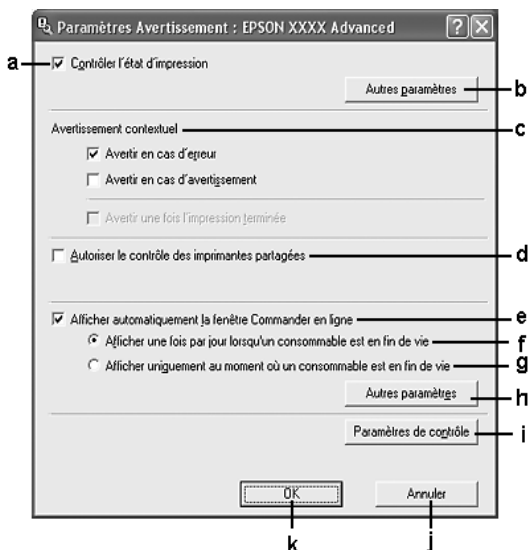 Paramètres Avertissement : EPSON XXXX Advanced
a
Contrôler l'état d'impression
Autres paramètres
b
Avertissement contextuel
c
Avertir en cas d'erreur
Avertir en cas d'avertissement
Avertir une fois l'impression terminée
Autoriser le contrôle des imprimantes partagées
d
Afficher automatiquement la fenêtre Commander en ligne
e
Afficher une fois par jour lorsqu'un consommable est en fin de vie
f
Afficher uniquement au moment où un consommable est en fin de vie
g
Autres paramètres
h
Paramètres de contrôle
i
OK
Annuler
k
j